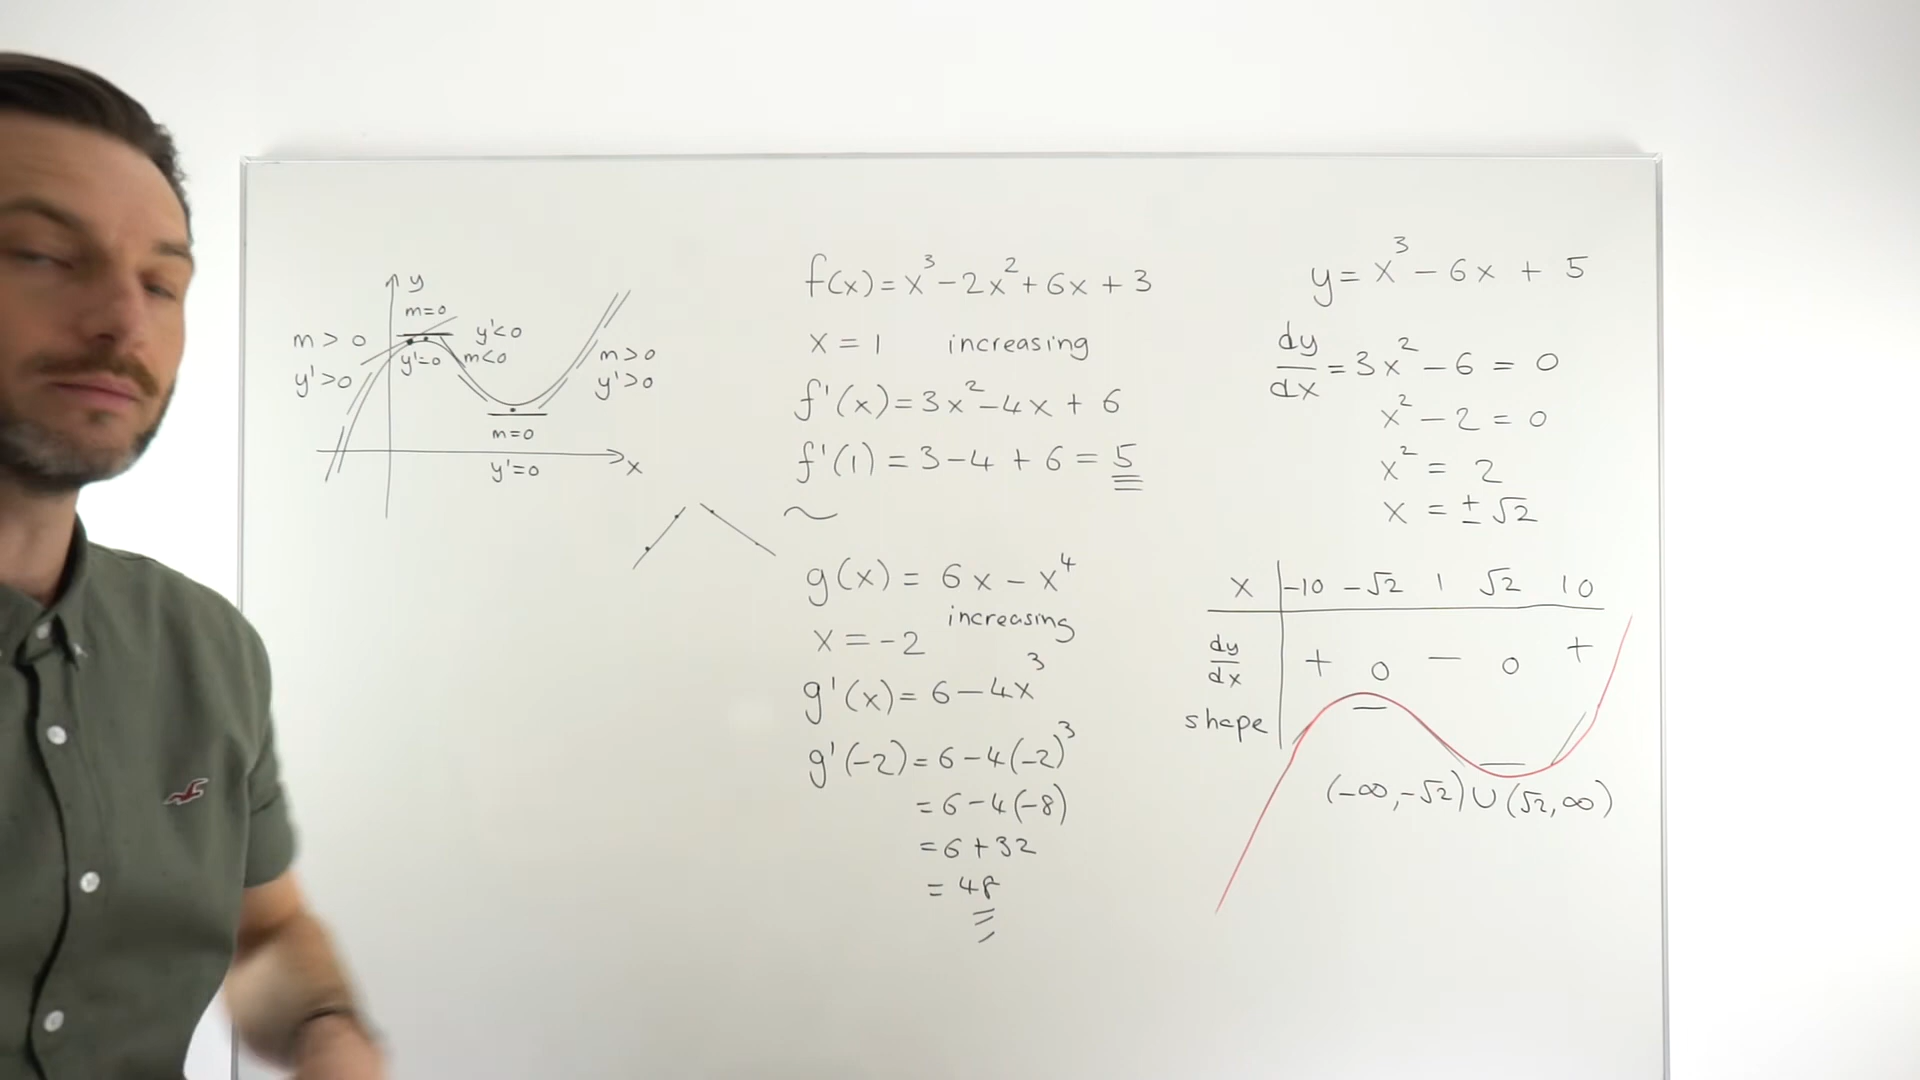 y
m=0
m > 0
y'<0
y'=0
m<0
y'>0
m>0
y'>0
m=0
y'=0
x
f(x) = x³ - 2x² + 6x + 3
x = 1 increasing
f'(x) = 3x² - 4x + 6
f'(1) = 3 - 4 + 6 = 5
g(x) = 6x - x⁴
increasing
x = -2
g'(x) = 6 - 4x³
g'(-2) = 6 - 4(-2)³
= 6 - 4(-8)
= 6 + 32
= 48
y = x³ - 6x + 5
dy/dx = 3x² - 6 = 0
x² - 2 = 0
x² = 2
x = ±√2
x -10 -√2 1 √2 10
dy/dx + 0 - 0 +
shape
(-∞, -√2) ∪ (√2, ∞)